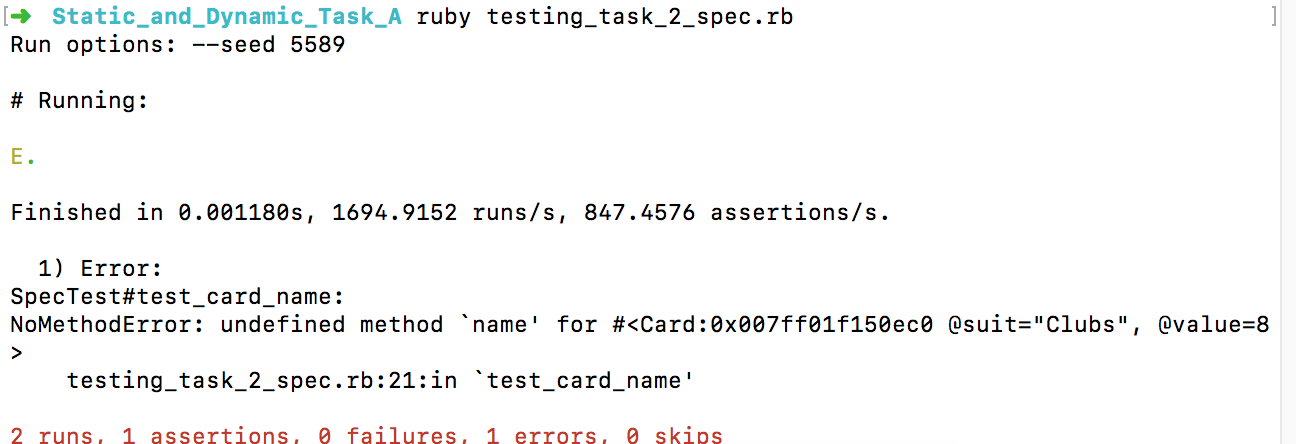 [➜ Static_and_Dynamic_Task_A ruby testing_task_2_spec.rb ]
Run options: --seed 5589
# Running:
E.
Finished in 0.001180s, 1694.9152 runs/s, 847.4576 assertions/s.
1) Error:
SpecTest#test_card_name:
NoMethodError: undefined method `name' for #<Card:0x007ff01f150ec0 @suit="Clubs", @value=8
>
testing_task_2_spec.rb:21:in `test_card_name'
2 runs, 1 assertions, 0 failures, 1 errors, 0 skips